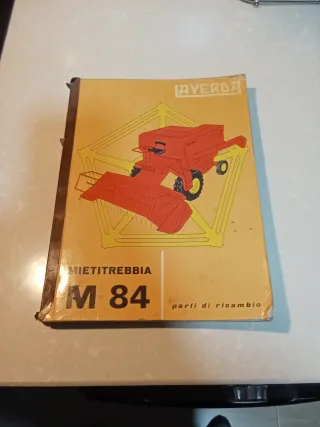 LAVERDA
MIETITREBBIA
M 84
parti di ricambio